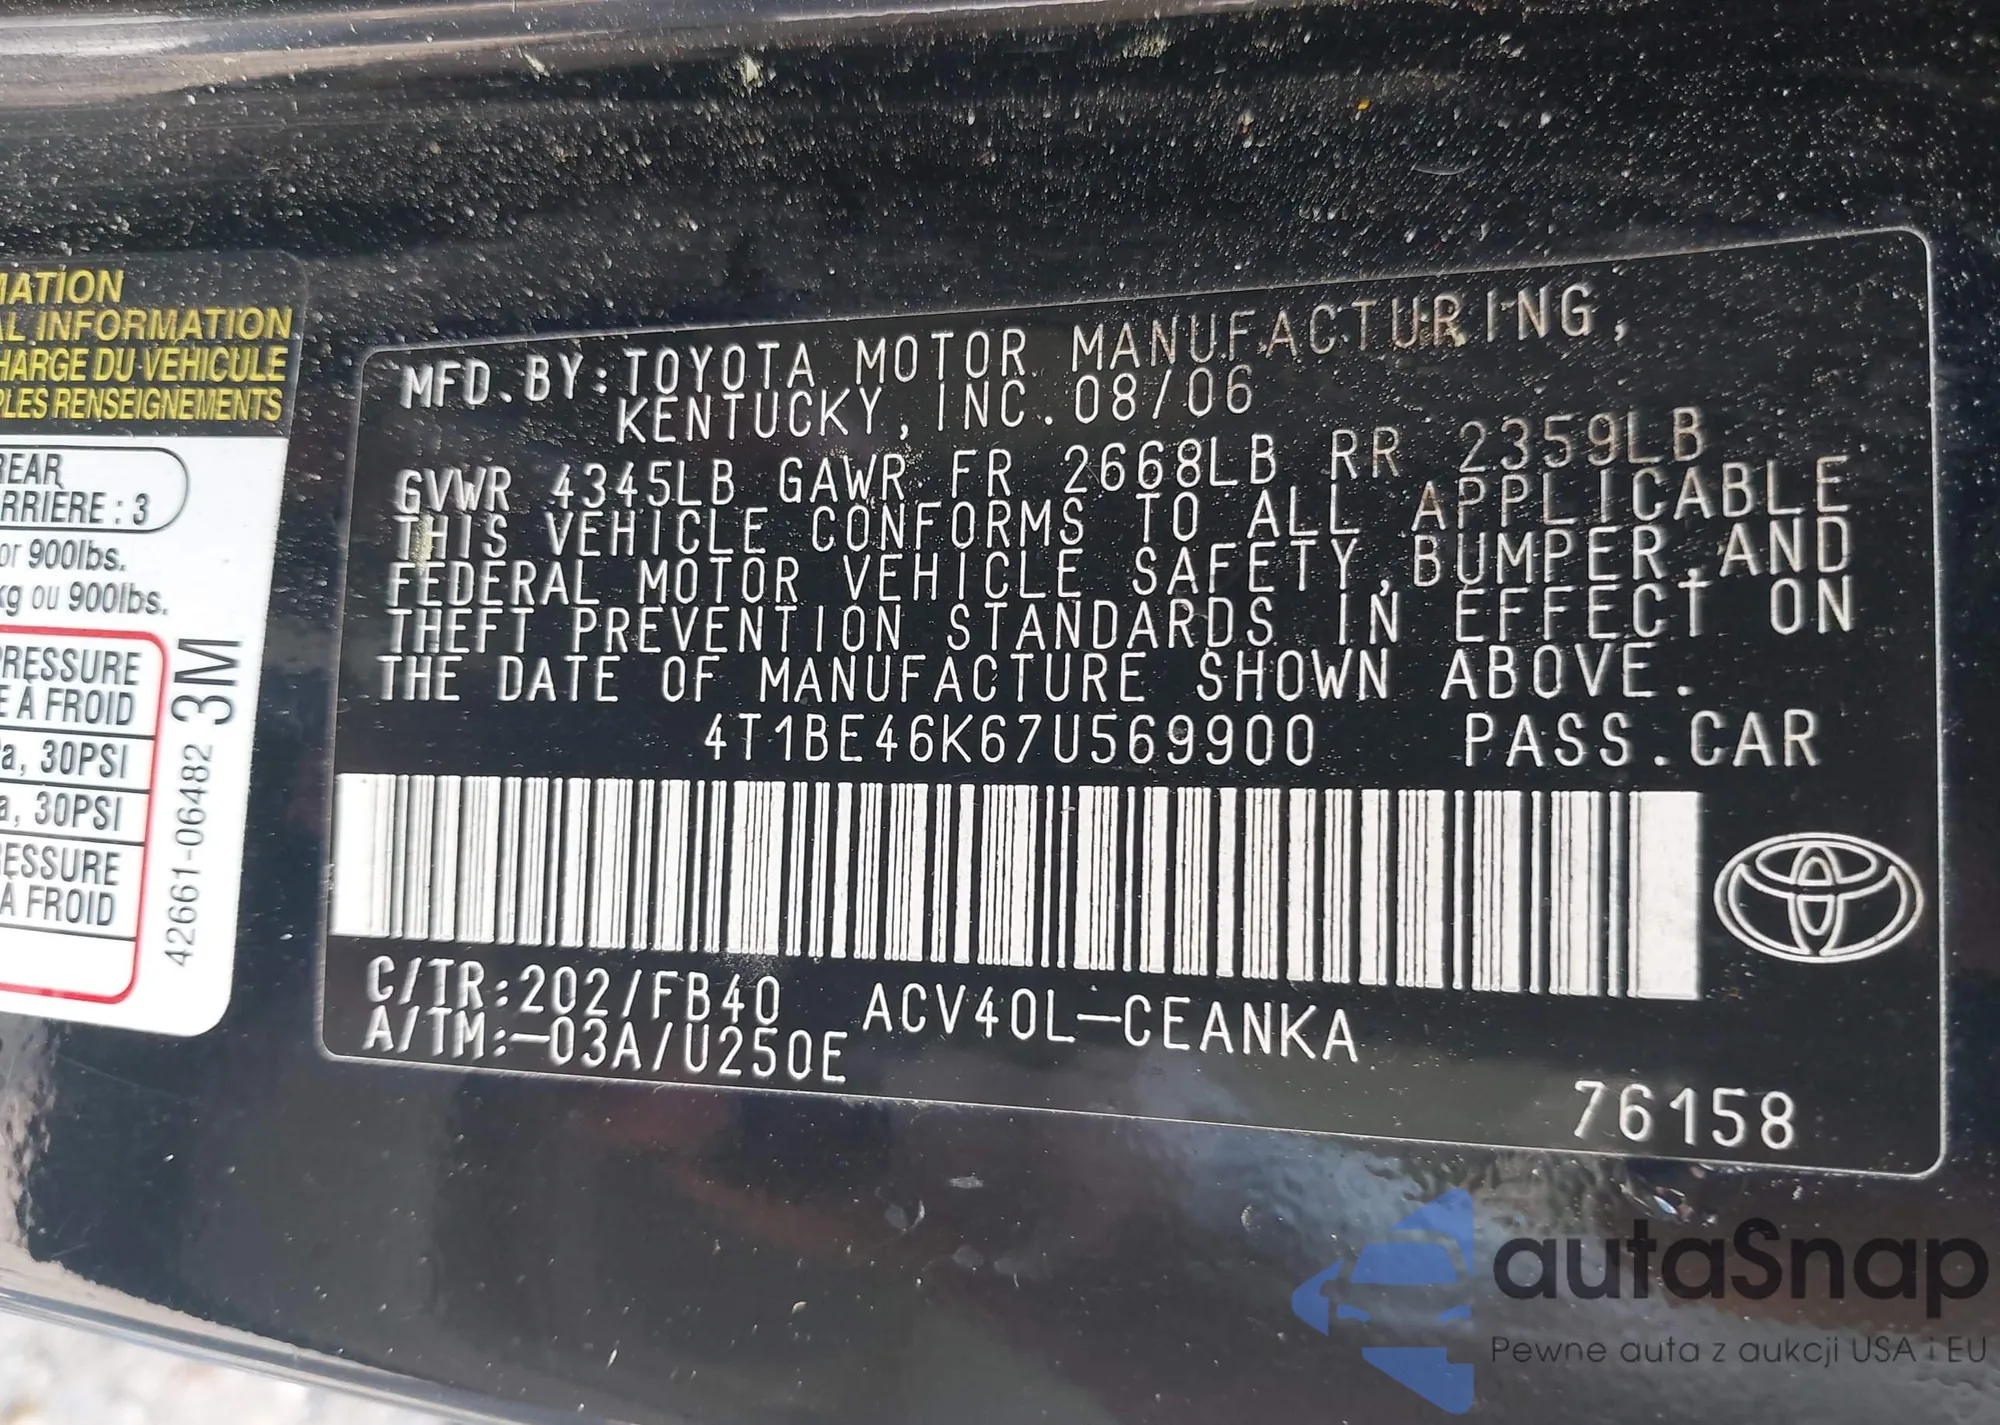 MATION
AL INFORMATION
HARGE DU VÉHICULE
PLES RENSEIGNEMENTS
REAR
ARRIÈRE : 3
or 900lbs.
kg ou 900lbs.
PRESSURE
E À FROID
Pa, 30PSI
a, 30PSI
RESSURE
À FROID
42661-06482 3M
MFD.BY:TOYOTA MOTOR MANUFACTURING,
KENTUCKY, INC.08/06
GVWR 4345LB GAWR FR 2668LB RR 2359LB
THIS VEHICLE CONFORMS TO ALL APPLICABLE
FEDERAL MOTOR VEHICLE SAFETY,BUMPER,AND
THEFT PREVENTION STANDARDS IN EFFECT ON
THE DATE OF MANUFACTURE SHOWN ABOVE.
4T1BE46K67U569900 PASS.CAR
C/TR:202/FB40 ACV40L-CEANKA
A/TM:-03A/U250E
76158
autaSnap
Pewne auta z aukcji USA i EU